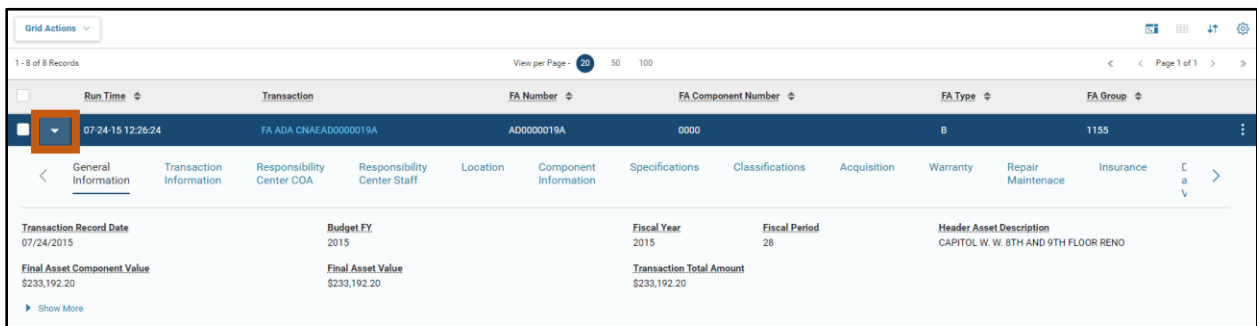 Grid Actions
1 - 8 of 8 Records View per Page - 20 50 100 Page 1 of 1
Run Time Transaction FA Number FA Component Number FA Type FA Group
07-24-15 12:26:24 FA ADA CNAEAD0000019A AD0000019A 0000 B 1155
General Transaction Responsibility Responsibility Location Component Specifications Classifications Acquisition Warranty Repair Insurance D
Information Information Center COA Center Staff Information Maintenace a
V
Transaction Record Date Budget FY Fiscal Year Fiscal Period Header Asset Description
07/24/2015 2015 2015 28 CAPITOL W. W. 8TH AND 9TH FLOOR RENO
Final Asset Component Value Final Asset Value Transaction Total Amount
$233,192.20 $233,192.20 $233,192.20
Show More